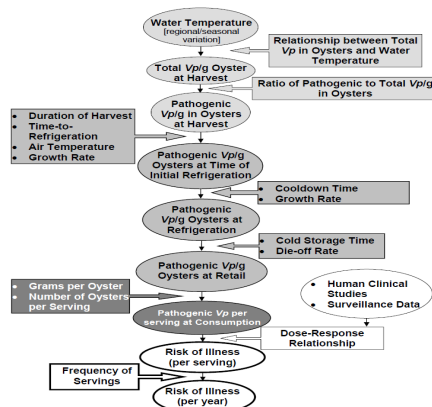 Water Temperature
[regional/seasonal
variation]
Relationship between Total
Vp in Oysters and Water
Temperature
Total Vp/g Oyster
at Harvest
Ratio of Pathogenic to Total Vp/g
in Oysters
Pathogenic
Vp/g in Oysters
at Harvest
• Duration of Harvest
• Time-to-
Refrigeration
• Air Temperature
• Growth Rate
Pathogenic Vp/g
Oysters at Time of
Initial Refrigeration
• Cooldown Time
• Growth Rate
Pathogenic Vp/g
Oysters at
Refrigeration
• Cold Storage Time
• Die-off Rate
Pathogenic Vp/g
Oysters at Retail
• Grams per Oyster
• Number of Oysters
per Serving
• Human Clinical
Studies
• Surveillance Data
Pathogenic Vp per
serving at Consumption
Dose-Response
Relationship
Risk of Illness
(per serving)
Frequency of
Servings
Risk of Illness
(per year)